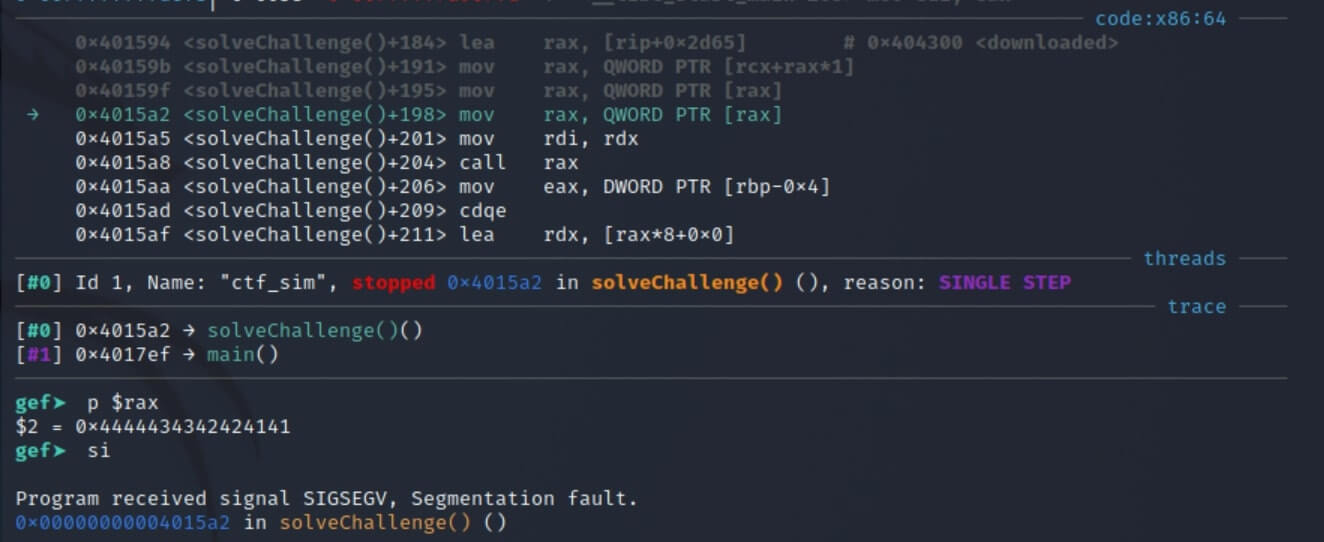 code:x86:64
0×401594 <solveChallenge()+184> lea rax, [rip+0×2d65] # 0×404300 <downloaded>
0×40159b <solveChallenge()+191> mov rax, QWORD PTR [rcx+rax*1]
0×40159f <solveChallenge()+195> mov rax, QWORD PTR [rax]
→ 0×4015a2 <solveChallenge()+198> mov rax, QWORD PTR [rax]
0×4015a5 <solveChallenge()+201> mov rdi, rdx
0×4015a8 <solveChallenge()+204> call rax
0×4015aa <solveChallenge()+206> mov eax, DWORD PTR [rbp-0×4]
0×4015ad <solveChallenge()+209> cdqe
0×4015af <solveChallenge()+211> lea rdx, [rax*8+0×0]
threads
[#0] Id 1, Name: "ctf_sim", stopped 0×4015a2 in solveChallenge() (), reason: SINGLE STEP
trace
[#0] 0×4015a2 → solveChallenge()()
[#1] 0×4017ef → main()
gef➤ p $rax
$2 = 0×4444434342424141
gef➤ si
Program received signal SIGSEGV, Segmentation fault.
0×00000000004015a2 in solveChallenge() ()